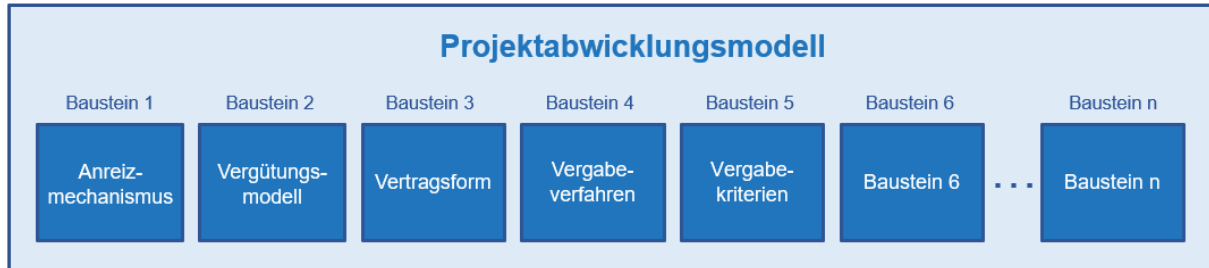 Projektabwicklungsmodell
Baustein 1
Baustein 2
Baustein 3
Baustein 4
Baustein 5
Baustein 6
Baustein n
Anreiz-
mechanismus
Vergütungs-
modell
Vertragsform
Vergabe-
verfahren
Vergabe-
kriterien
Baustein 6
...
Baustein n